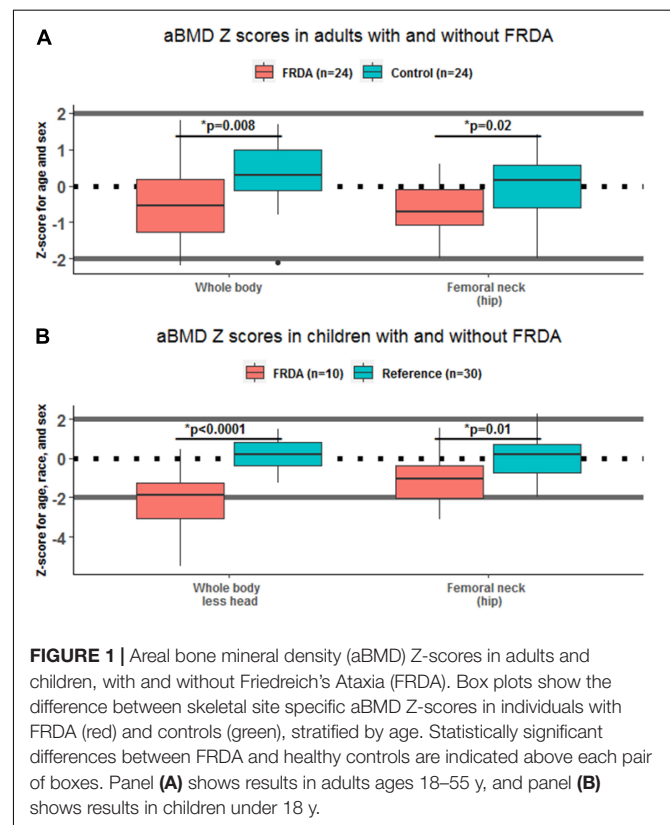 A
aBMD Z scores in adults with and without FRDA
FRDA (n=24) Control (n=24)
Z-score for age and sex
2
1
0
-1
-2
*p=0.008
*p=0.02
Whole body
Femoral neck
(hip)
B
aBMD Z scores in children with and without FRDA
FRDA (n=10) Reference (n=30)
Z-score for age, race, and sex
2
0
-2
-4
*p<0.0001
*p=0.01
Whole body
less head
Femoral neck
(hip)
FIGURE 1 | Areal bone mineral density (aBMD) Z-scores in adults and
children, with and without Friedreich's Ataxia (FRDA). Box plots show the
difference between skeletal site specific aBMD Z-scores in individuals with
FRDA (red) and controls (green), stratified by age. Statistically significant
differences between FRDA and healthy controls are indicated above each pair
of boxes. Panel (A) shows results in adults ages 18–55 y, and panel (B)
shows results in children under 18 y.